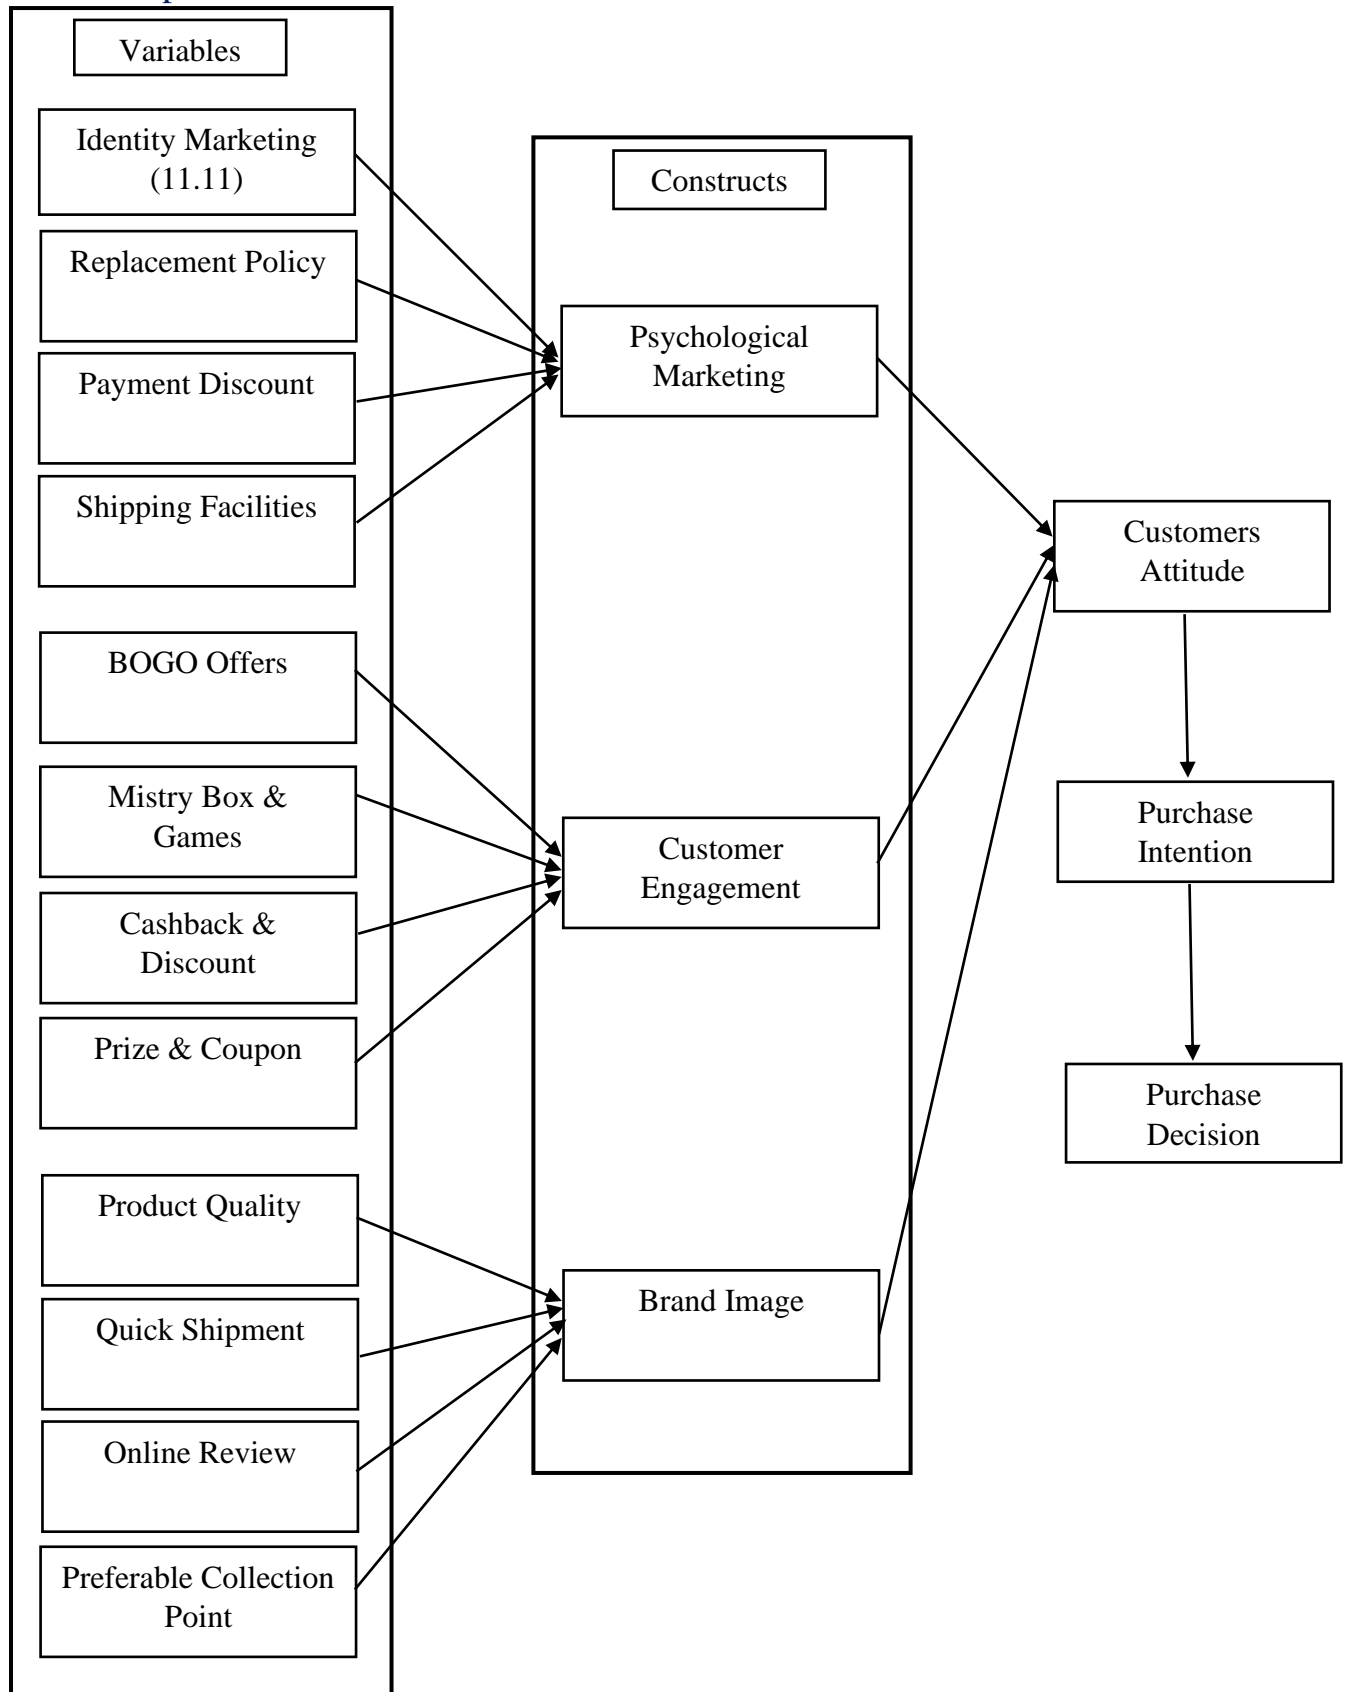 Variables
Identity Marketing
(11.11)
Replacement Policy
Payment Discount
Shipping Facilities
BOGO Offers
Mistry Box &
Games
Cashback &
Discount
Prize & Coupon
Product Quality
Quick Shipment
Online Review
Preferable Collection
Point
Constructs
Psychological
Marketing
Customer
Engagement
Brand Image
Customers
Attitude
Purchase
Intention
Purchase
Decision